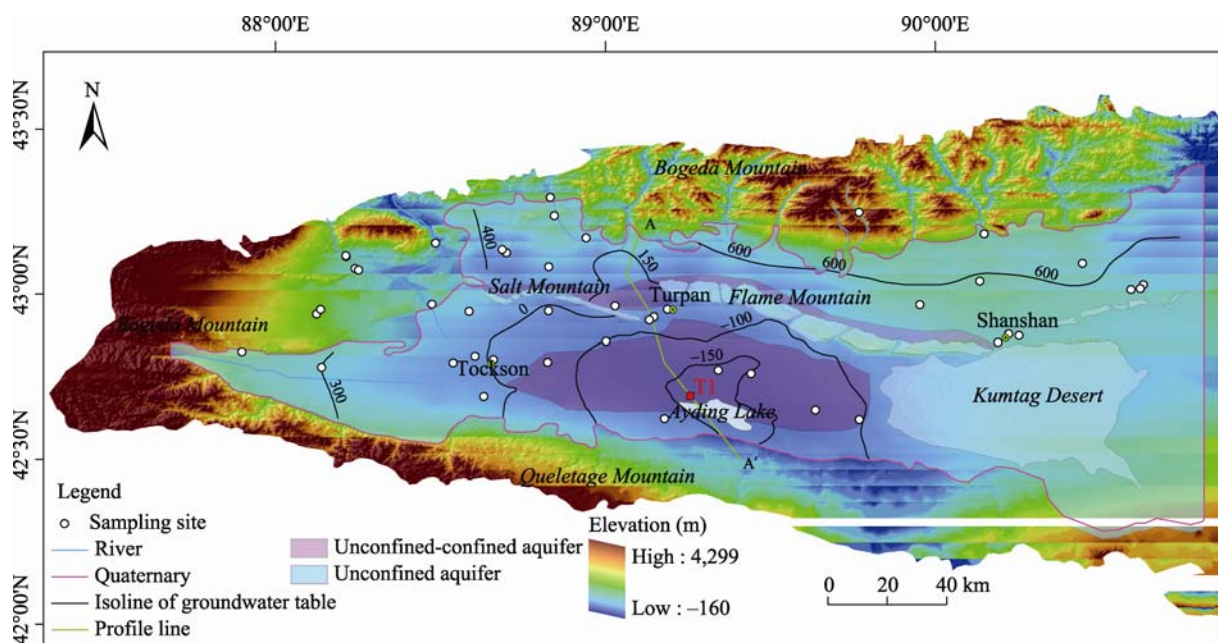 88°00′E
89°00′E
90°00′E
43°30′N
43°00′N
42°30′N
42°00′N
N
Bogeda Mountain
A
400
150
600
600
600
Salt Mountain
Turpan
Flame Mountain
0
−100
Shanshan
Bogeda Mountain
−150
Tockson
300
T1
Ayding Lake
Kumtag Desert
A′
Queletage Mountain
Legend
Sampling site
River
Quaternary
Isoline of groundwater table
Profile line
Unconfined-confined aquifer
Unconfined aquifer
Elevation (m)
High : 4,299
Low : −160
0 20 40 km